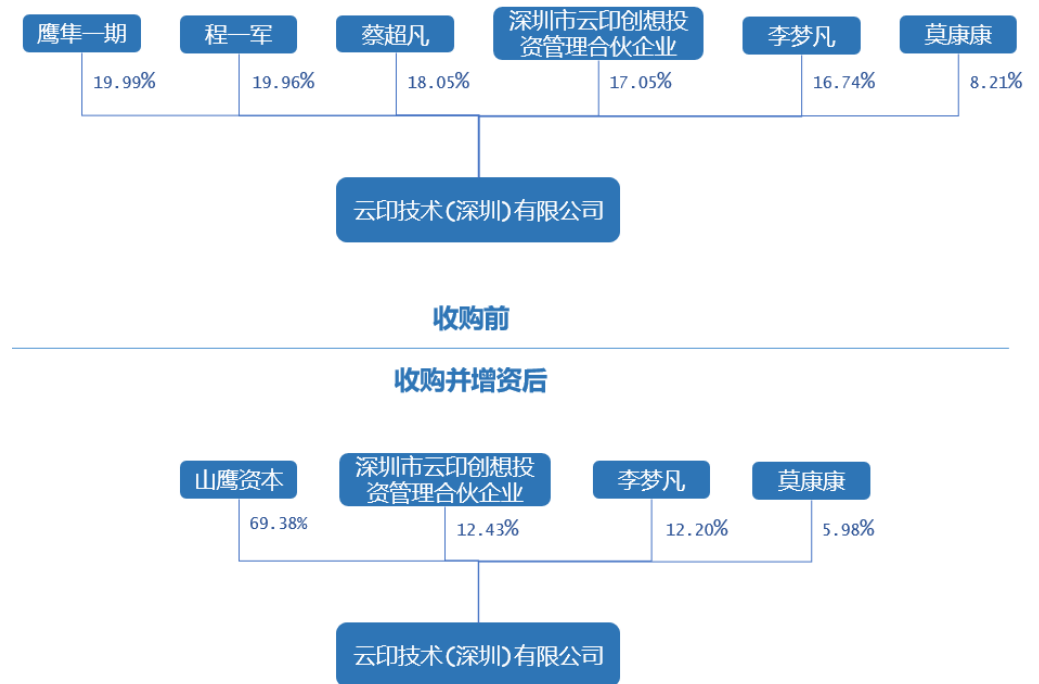 鹰隼一期
程一军
蔡超凡
深圳市云印创想投
资管理合伙企业
李梦凡
莫康康
19.99%
19.96%
18.05%
17.05%
16.74%
8.21%
云印技术(深圳)有限公司
收购前
收购并增资后
山鹰资本
深圳市云印创想投
资管理合伙企业
李梦凡
莫康康
69.38%
12.43%
12.20%
5.98%
云印技术(深圳)有限公司